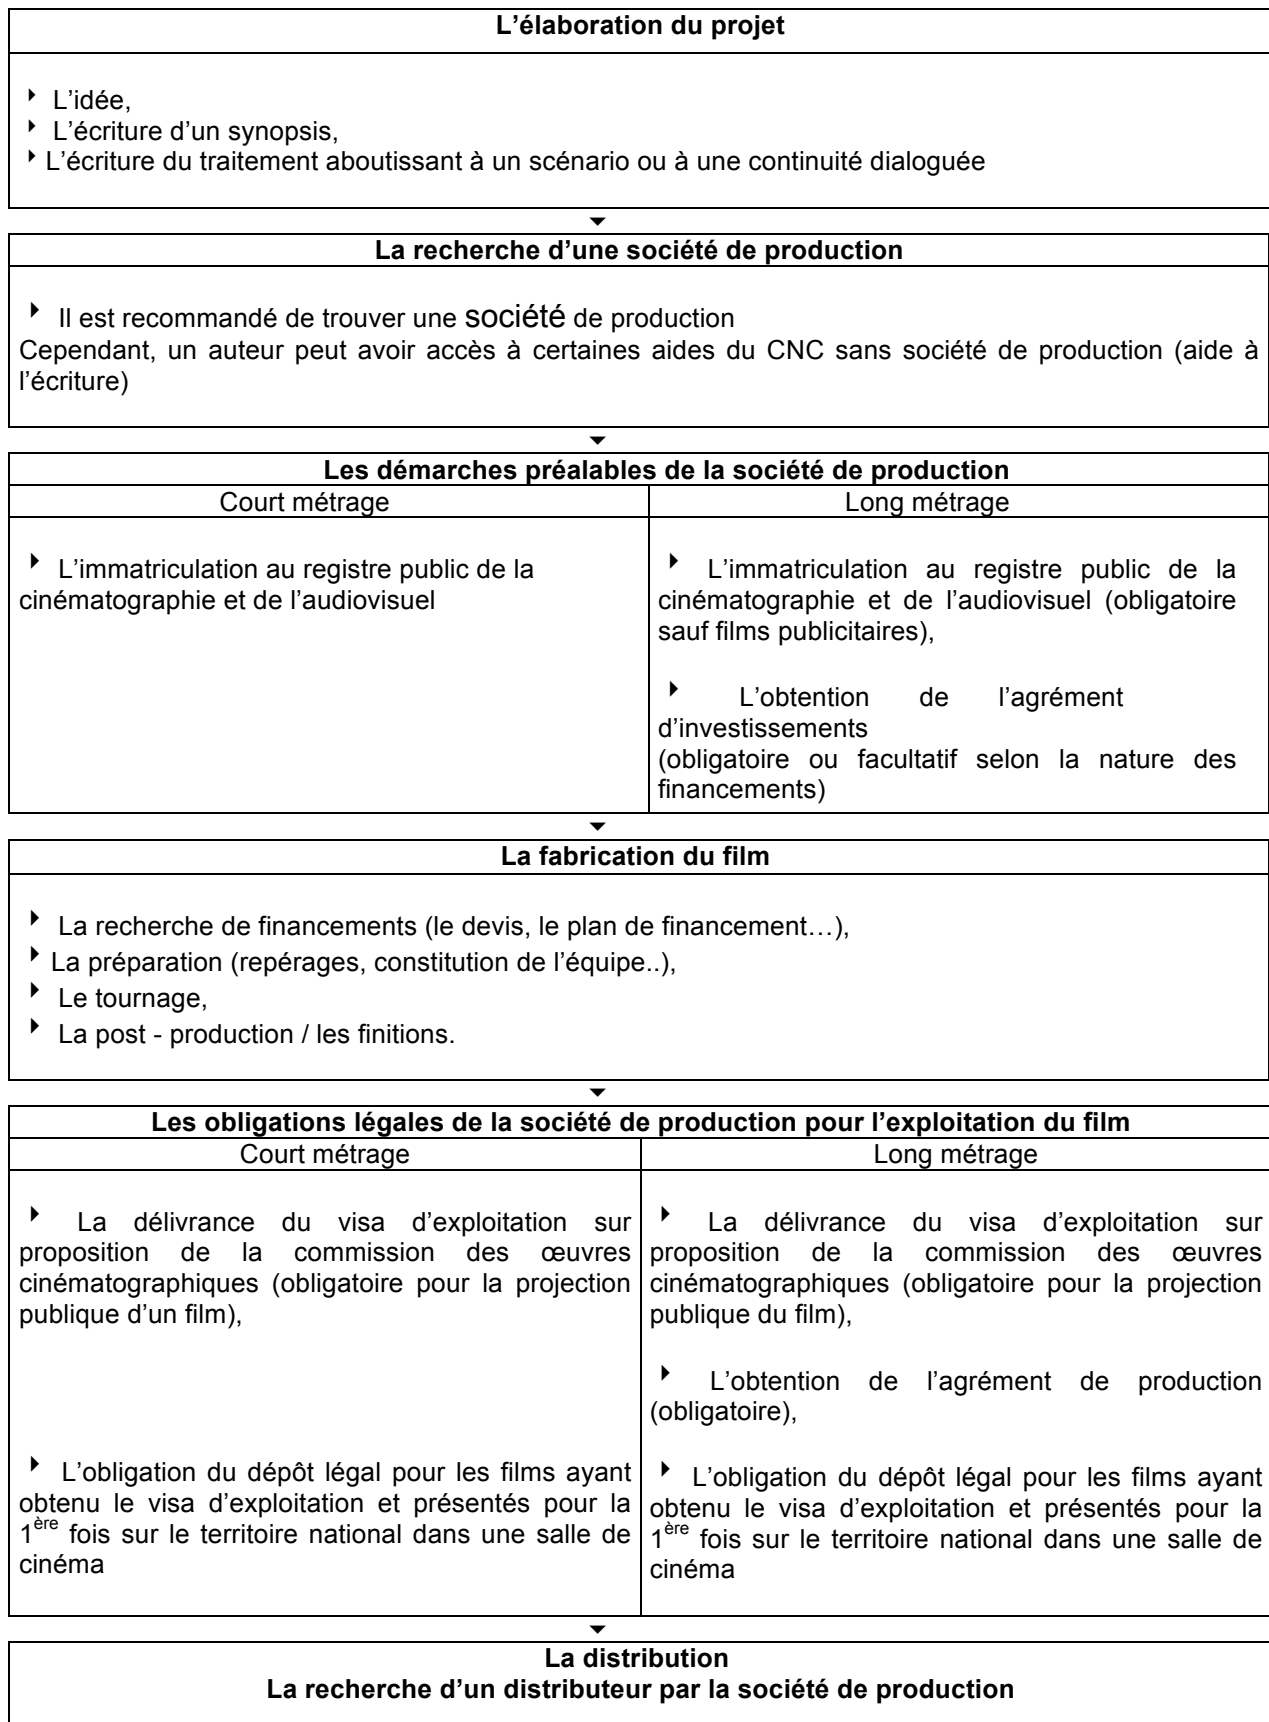 L’élaboration du projet
‣ L’idée,
‣ L’écriture d’un synopsis,
‣ L’écriture du traitement aboutissant à un scénario ou à une continuité dialoguée
La recherche d’une société de production
‣ Il est recommandé de trouver une société de production
Cependant, un auteur peut avoir accès à certaines aides du CNC sans société de production (aide à
l’écriture)
Les démarches préalables de la société de production
Court métrage
‣ L’immatriculation au registre public de la
cinématographie et de l’audiovisuel
Long métrage
‣ L’immatriculation au registre public de la
cinématographie et de l’audiovisuel (obligatoire
sauf films publicitaires),
‣ L’obtention de l’agrément
d’investissements
(obligatoire ou facultatif selon la nature des
financements)
La fabrication du film
‣ La recherche de financements (le devis, le plan de financement…),
‣ La préparation (repérages, constitution de l’équipe..),
‣ Le tournage,
‣ La post - production / les finitions.
Les obligations légales de la société de production pour l’exploitation du film
Court métrage
‣ La délivrance du visa d’exploitation sur
proposition de la commission des œuvres
cinématographiques (obligatoire pour la projection
publique d’un film),
‣ L’obligation du dépôt légal pour les films ayant
obtenu le visa d’exploitation et présentés pour la
1ère fois sur le territoire national dans une salle de
cinéma
Long métrage
‣ La délivrance du visa d’exploitation sur
proposition de la commission des œuvres
cinématographiques (obligatoire pour la projection
publique du film),
‣ L’obtention de l’agrément de production
(obligatoire),
‣ L’obligation du dépôt légal pour les films ayant
obtenu le visa d’exploitation et présentés pour la
1ère fois sur le territoire national dans une salle de
cinéma
La distribution
La recherche d’un distributeur par la société de production